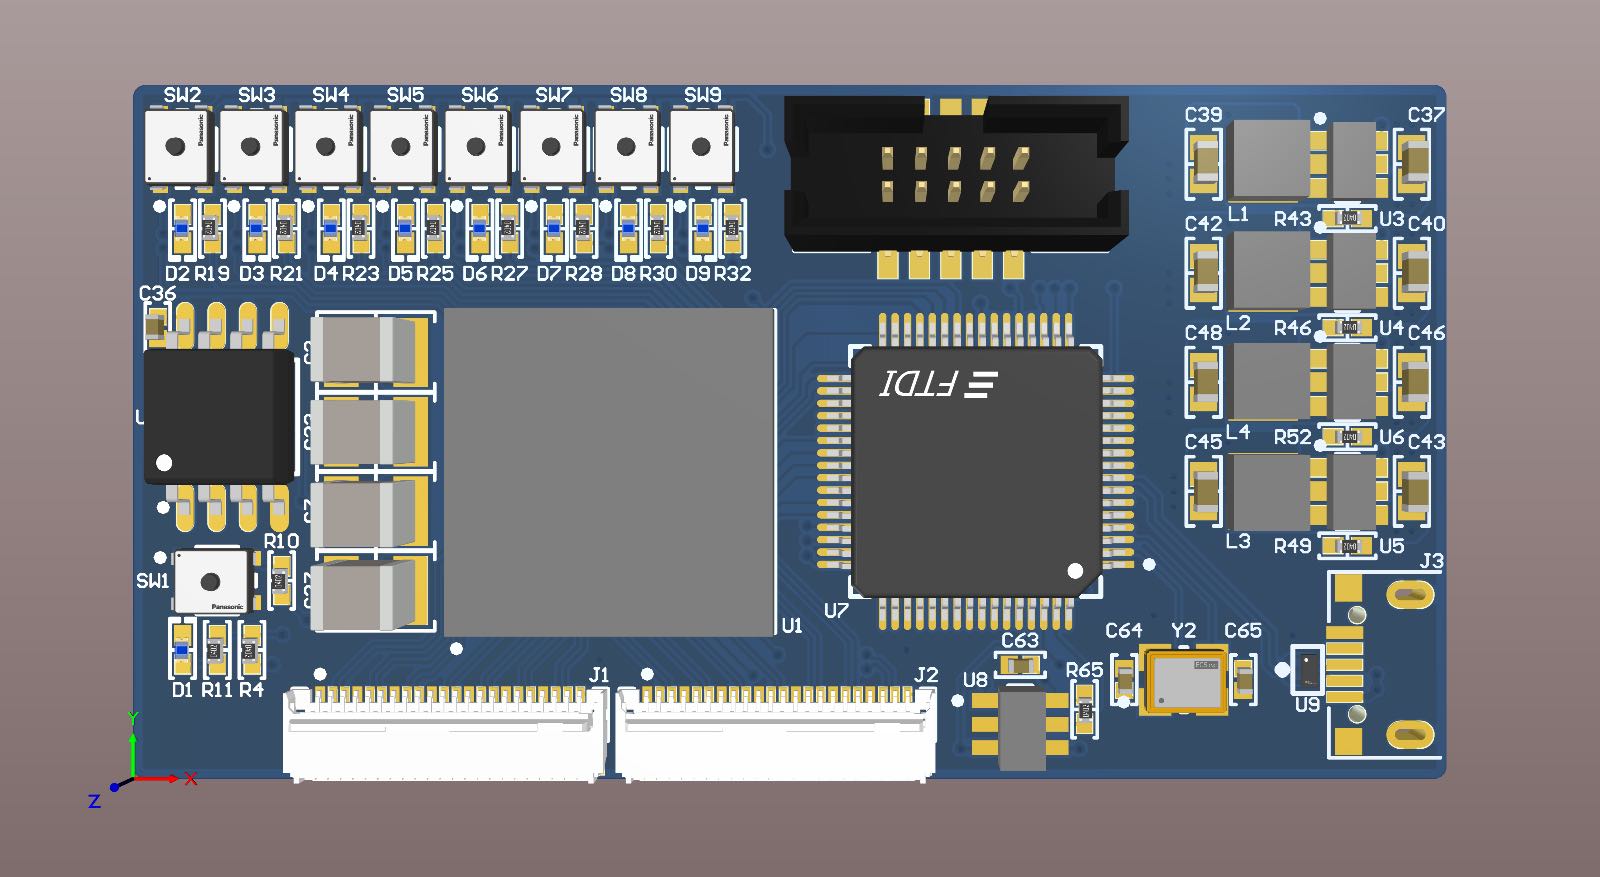 SW2 SW3 SW4 SW5 SW6 SW7 SW8 SW9
Panasonic Panasonic Panasonic Panasonic Panasonic Panasonic Panasonic Panasonic
D2 R19 D3 R21 D4 R23 D5 R25 D6 R27 D7 R28 D8 R30 D9 R32
C39 C37
L1 R43 U3
C42 C40
L2 R46 U4
C48 C46
L4 R52 U6
C45 C43
L3 R49 U5
C36
FTDI
R10
SW1
Panasonic
D1 R11 R4
U1
U7
J1
J2
C63
U8
R65
C64 Y2 C65
ECS
J3
U9
Y
X
Z